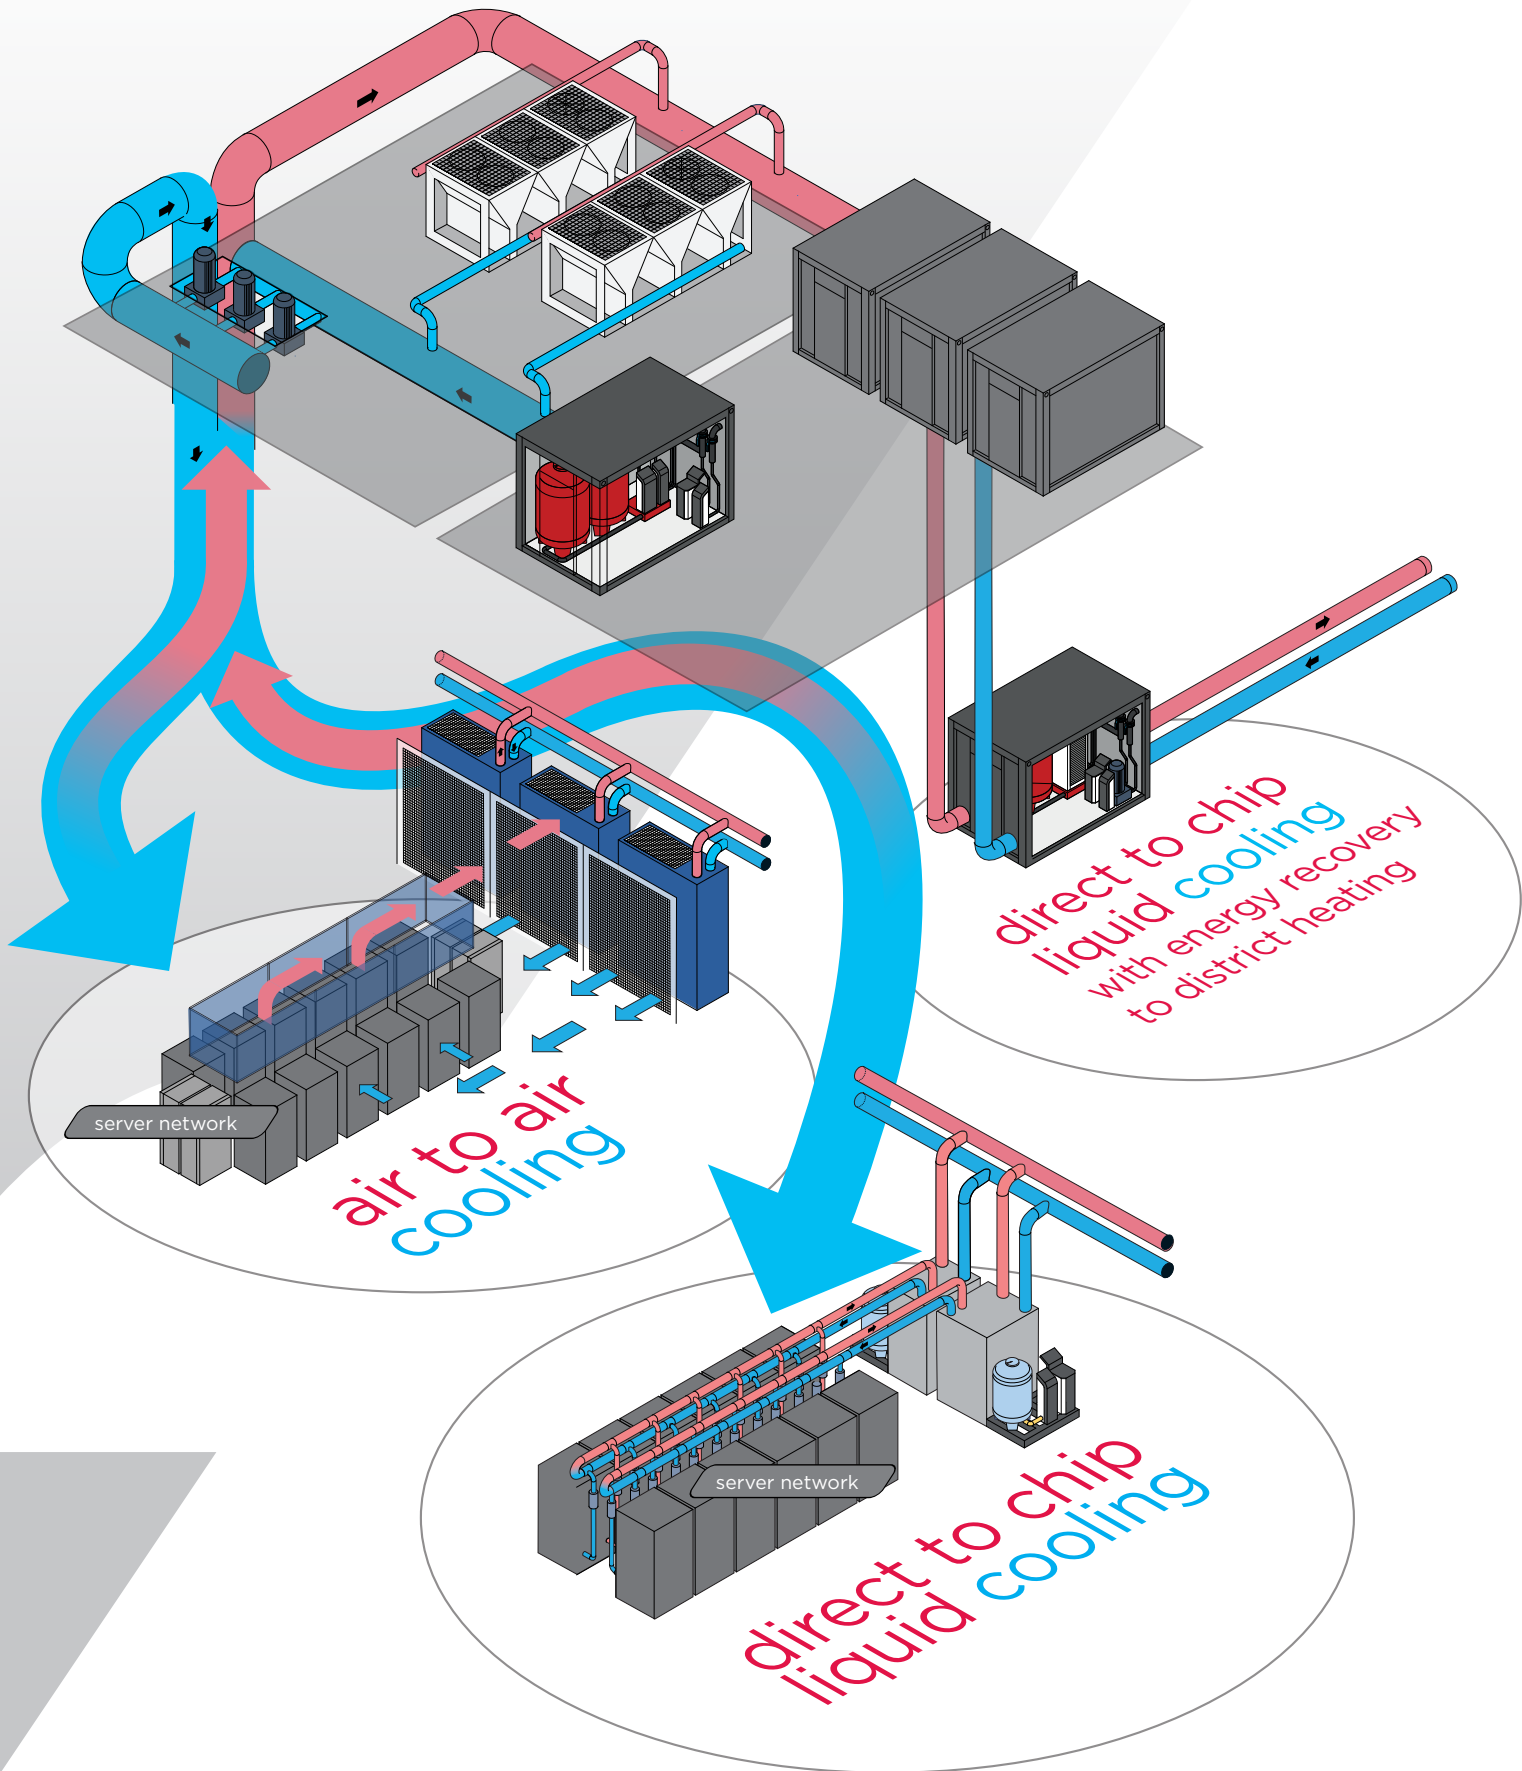 direct to chip
liquid cooling
with energy recovery
to district heating
server network
air to air
cooling
server network
direct to chip
liquid cooling